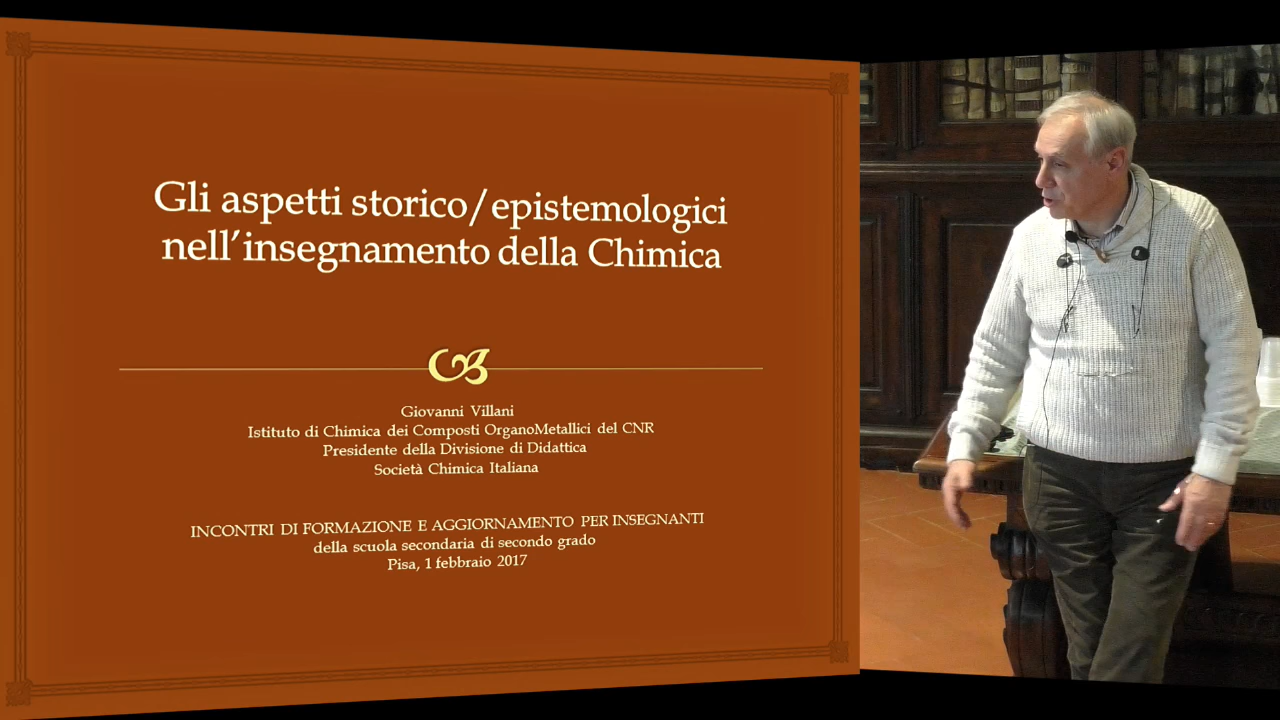 Gli aspetti storico/epistemologici
nell'insegnamento della Chimica
Giovanni Villani
Istituto di Chimica dei Composti OrganoMetallici del CNR
Presidente della Divisione di Didattica
Società Chimica Italiana
INCONTRI DI FORMAZIONE E AGGIORNAMENTO PER INSEGNANTI
della scuola secondaria di secondo grado
Pisa, 1 febbraio 2017